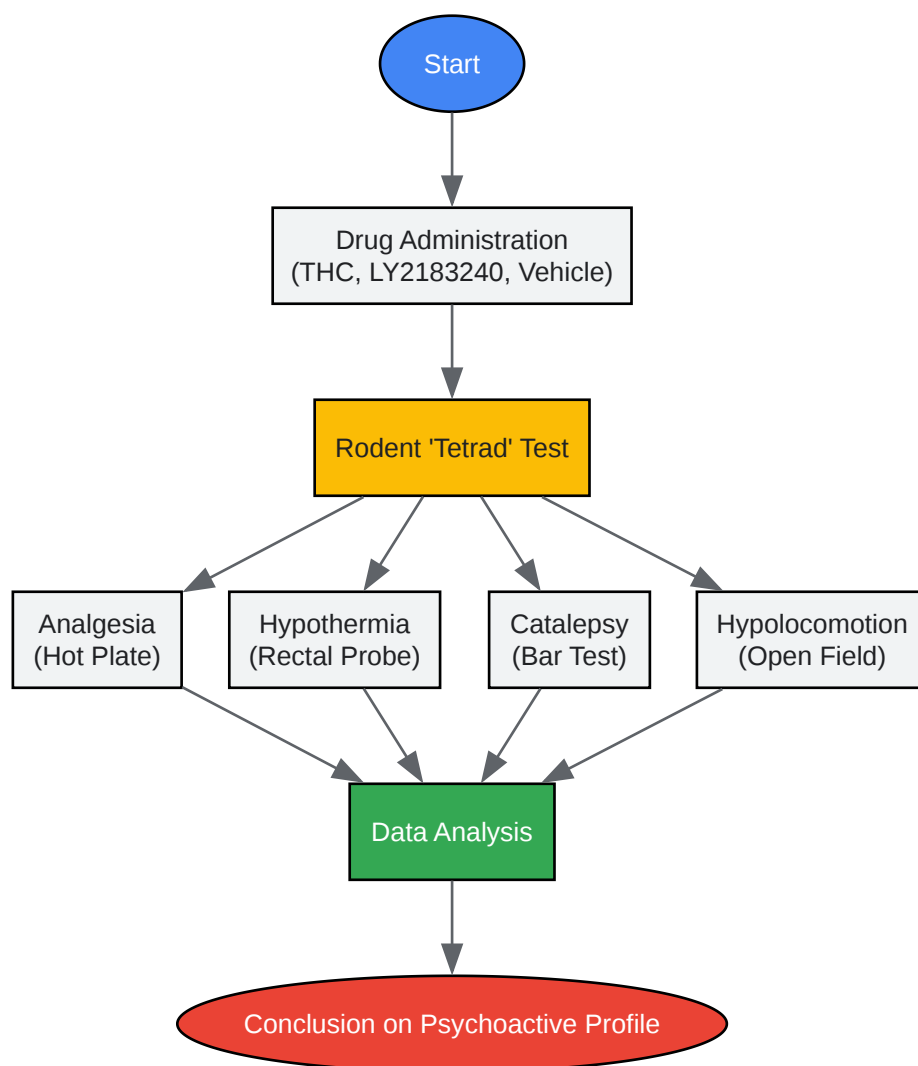 Start
Drug Administration
(THC, LY2183240, Vehicle)
Rodent 'Tetrad' Test
Analgesia
(Hot Plate)
Hypothermia
(Rectal Probe)
Catalepsy
(Bar Test)
Hypolocomotion
(Open Field)
Data Analysis
Conclusion on Psychoactive Profile